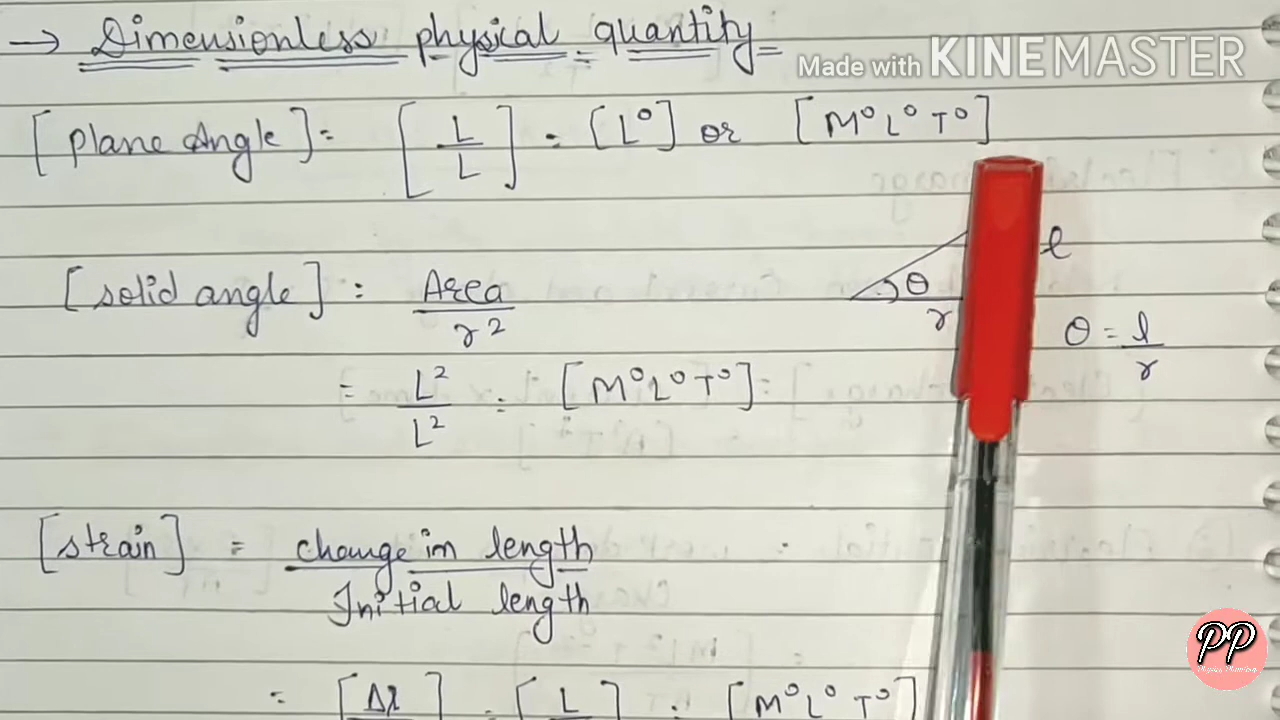 → Dimensionless physical quantity
Made with KINEMASTER
[Plane Angle] = [L/L] = [L⁰] or [M⁰L⁰T⁰]
[solid angle] = Area/r²
θ
r
l
θ = l/r
= L²/L² = [M⁰L⁰T⁰]
[strain] = change in length
Initial length
= [Δl] = [L] = [M⁰L⁰T⁰]
PP